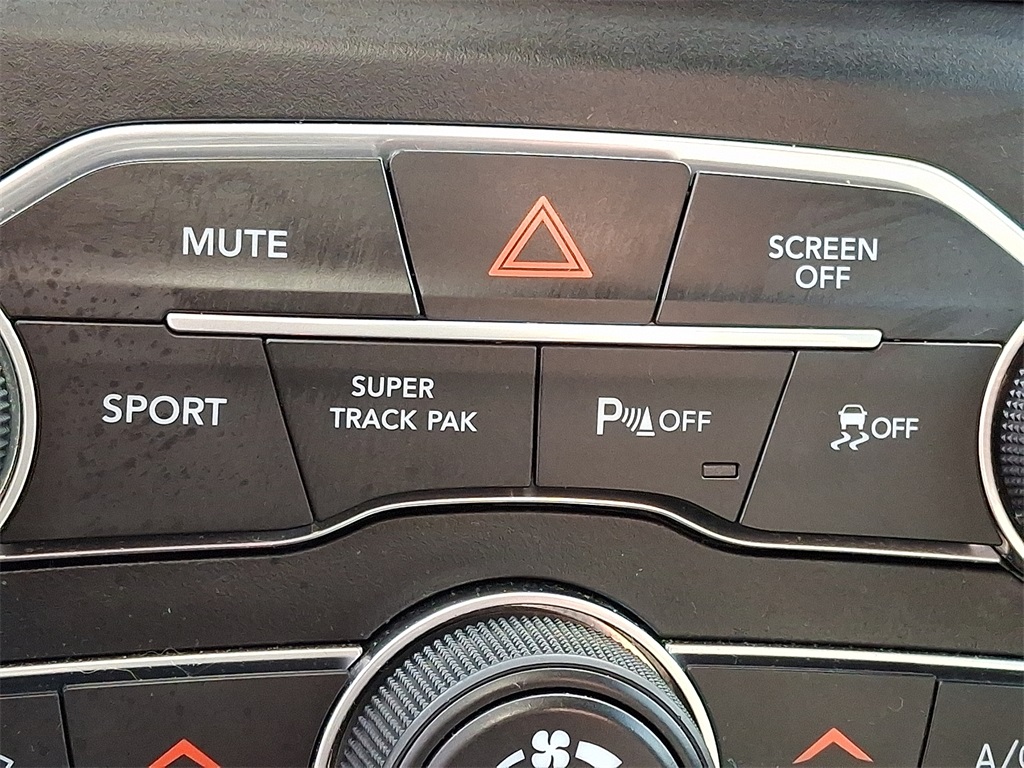 MUTE
SCREEN
OFF
SPORT
SUPER
TRACK PAK
P OFF
OFF
A/C